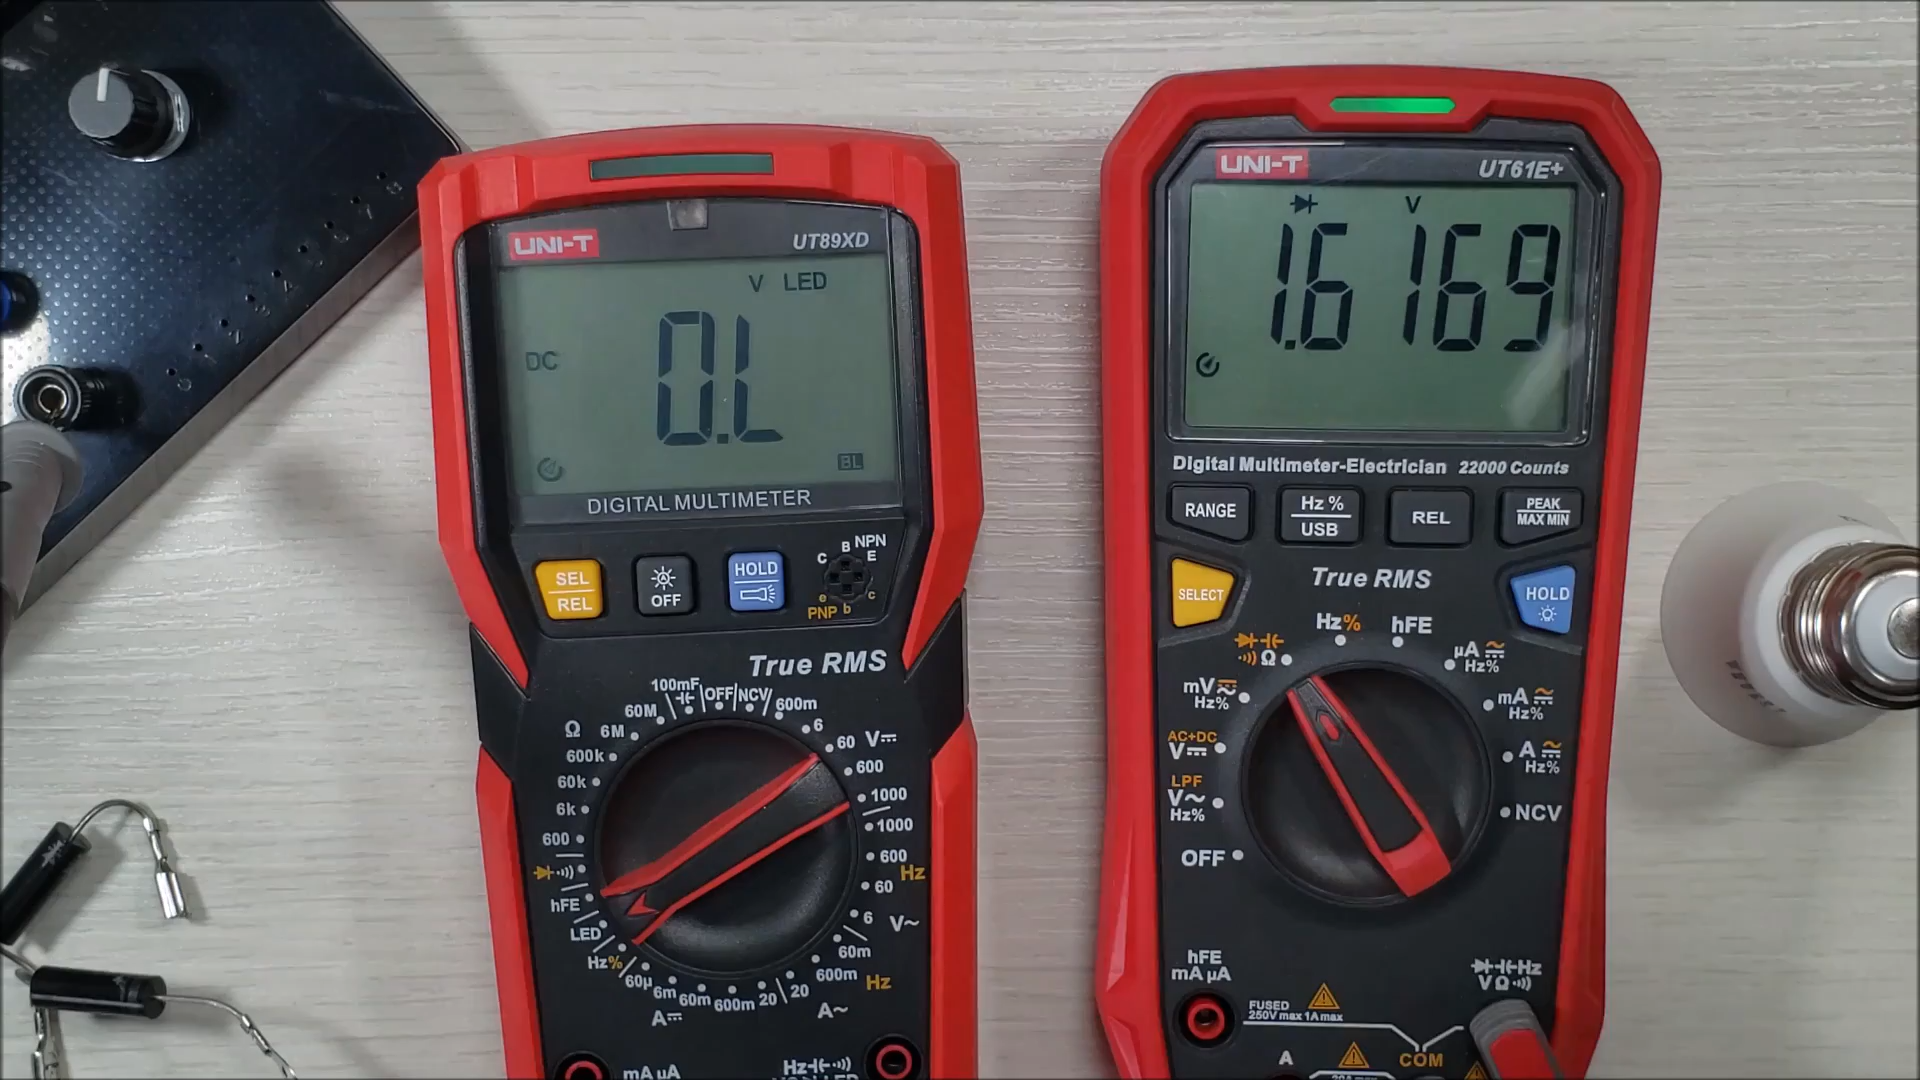 UNI-T
UT89XD
V LED
DC
0.L
BL
DIGITAL MULTIMETER
SEL
REL
OFF
HOLD
NPN
C B E
e b c
PNP
True RMS
100mF
OFF
NCV
600m
6
60
V
600
1000
1000
600
Hz
60
6
V~
60m
600m
Hz
A~
20
20
600m
60m
6m
60µ
A
Hz%
LED
hFE
600
6k
60k
600k
6M
60M
Ω
mA µA
Hz
UNI-T
UT61E+
V
1.6169
Digital Multimeter-Electrician 22000 Counts
RANGE
Hz %
USB
REL
PEAK
MAX MIN
SELECT
True RMS
HOLD
Hz%
hFE
Ω
µA
Hz%
mV
Hz%
mA
Hz%
AC+DC
V
A
Hz%
LPF
V~
Hz%
NCV
OFF
hFE
mA µA
Hz
VΩ
FUSED
250V max 1A max
A
COM